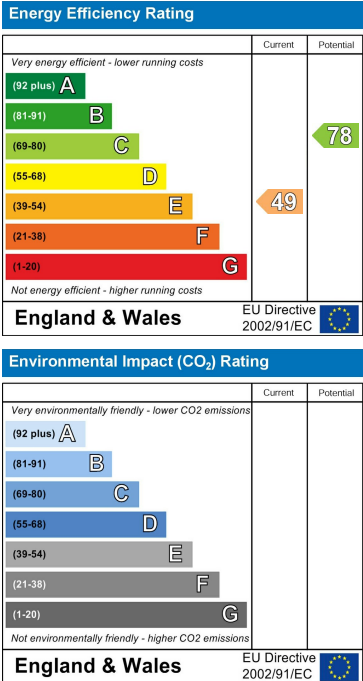 Energy Efficiency Rating
Current Potential
Very energy efficient - lower running costs
(92 plus) A
(81-91) B
(69-80) C
(55-68) D
(39-54) E
(21-38) F
(1-20) G
49
78
Not energy efficient - higher running costs
England & Wales
EU Directive
2002/91/EC
Environmental Impact (CO₂) Rating
Current Potential
Very environmentally friendly - lower CO2 emissions
(92 plus) A
(81-91) B
(69-80) C
(55-68) D
(39-54) E
(21-38) F
(1-20) G
Not environmentally friendly - higher CO2 emissions
England & Wales
EU Directive
2002/91/EC